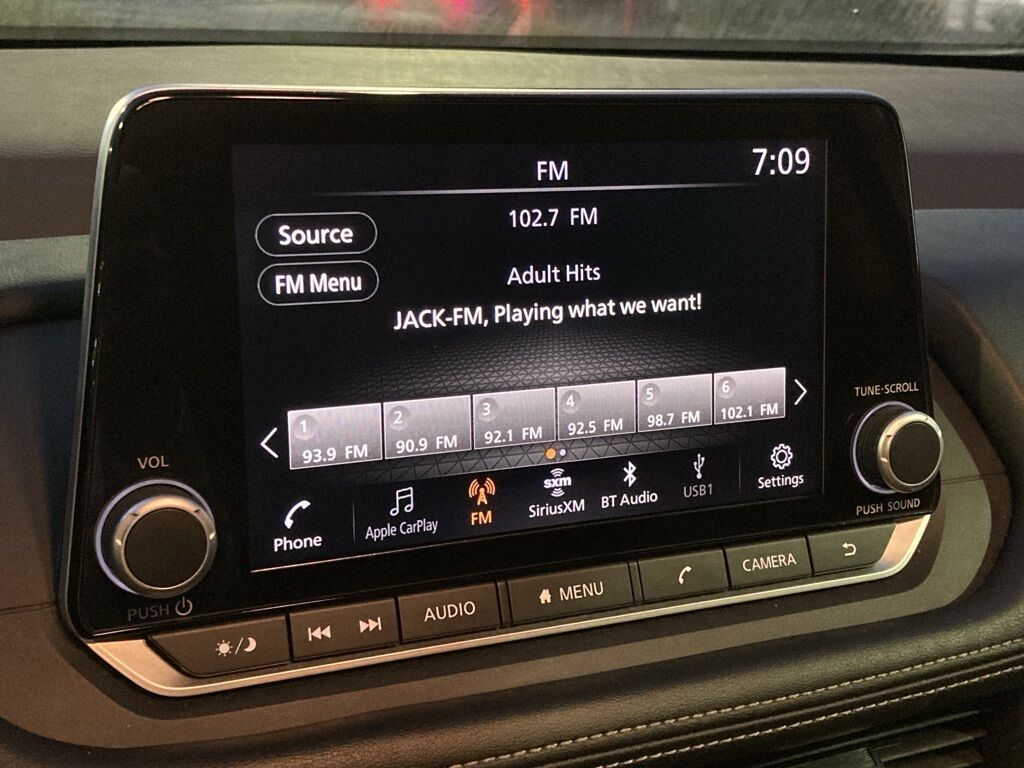 FM
7:09
Source
102.7 FM
FM Menu
Adult Hits
JACK-FM, Playing what we want!
1 93.9 FM
2 90.9 FM
3 92.1 FM
4 92.5 FM
5 98.7 FM
6 102.1 FM
TUNE·SCROLL
VOL
Phone
Apple CarPlay
FM
sxm
SiriusXM
BT Audio
USB1
Settings
PUSH SOUND
PUSH
AUDIO
MENU
CAMERA